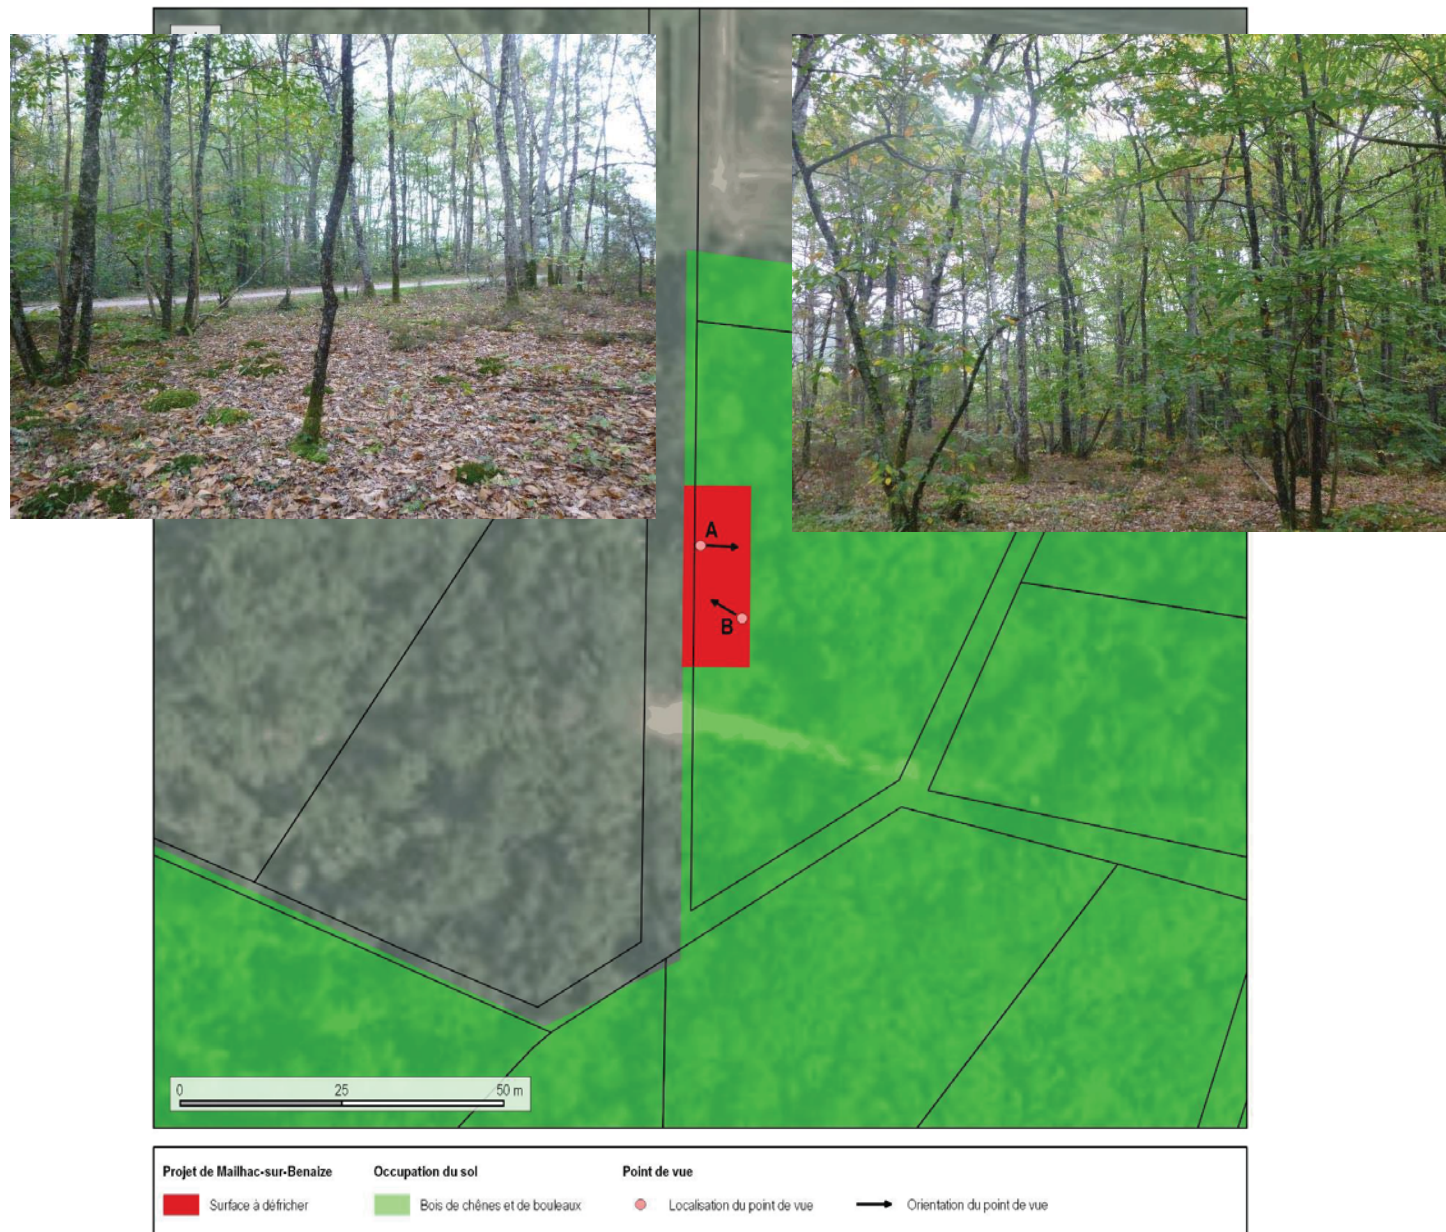 A
B
0 25 50 m
Projet de Mailhac-sur-Benaize
Surface à défricher
Occupation du sol
Bois de chênes et de bouleaux
Point de vue
Localisation du point de vue
Orientation du point de vue